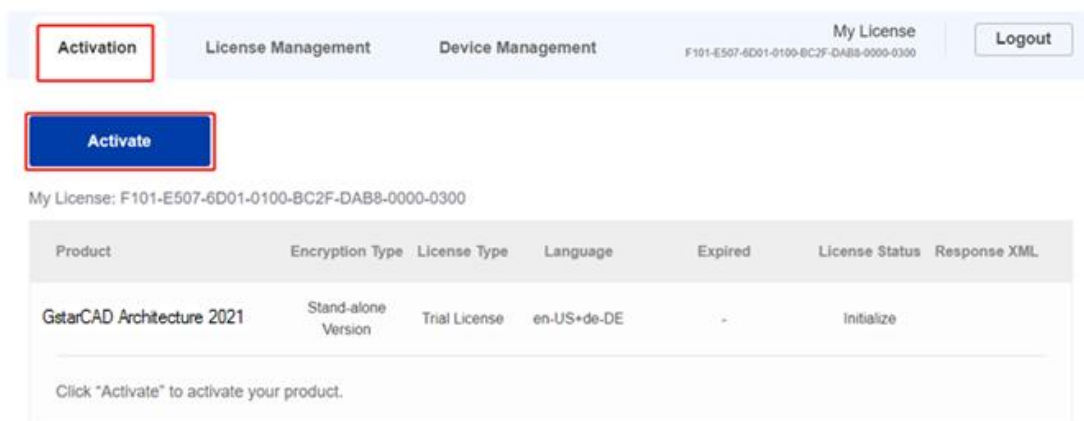 Activation License Management Device Management My License Logout
F101-E507-6D01-0100-BC2F-DAB8-0000-0300
Activate
My License: F101-E507-6D01-0100-BC2F-DAB8-0000-0300
Product Encryption Type License Type Language Expired License Status Response XML
GstarCAD Architecture 2021 Stand-alone Version Trial License en-US+de-DE - Initialize
Click "Activate" to activate your product.